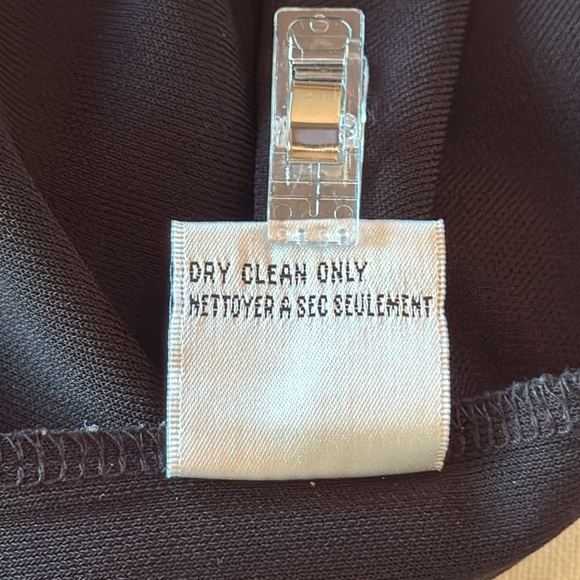 DRY CLEAN ONLY
NETTOYER A SEC SEULEMENT